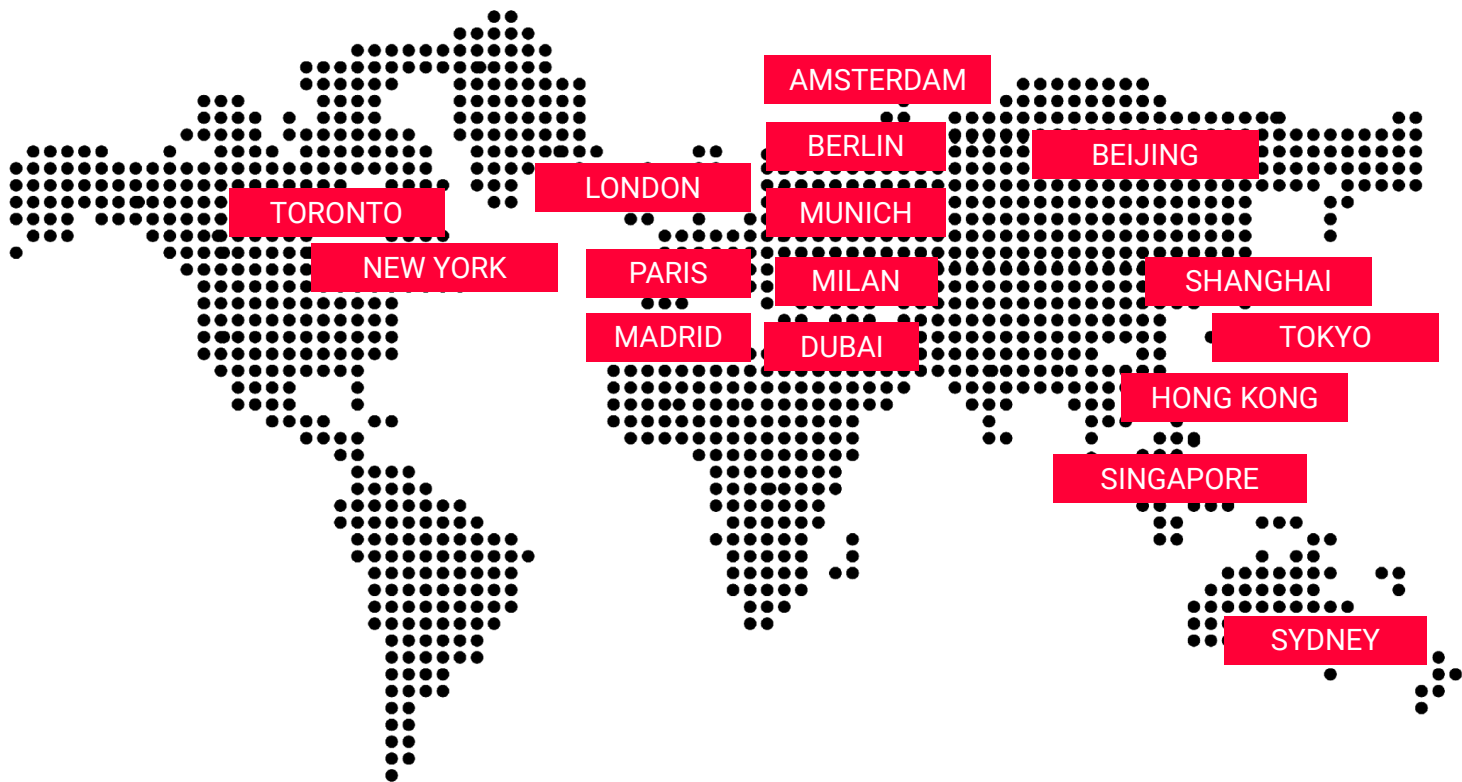 AMSTERDAM
BERLIN
BEIJING
LONDON
TORONTO
MUNICH
NEW YORK
PARIS
MILAN
SHANGHAI
MADRID
DUBAI
TOKYO
HONG KONG
SINGAPORE
SYDNEY